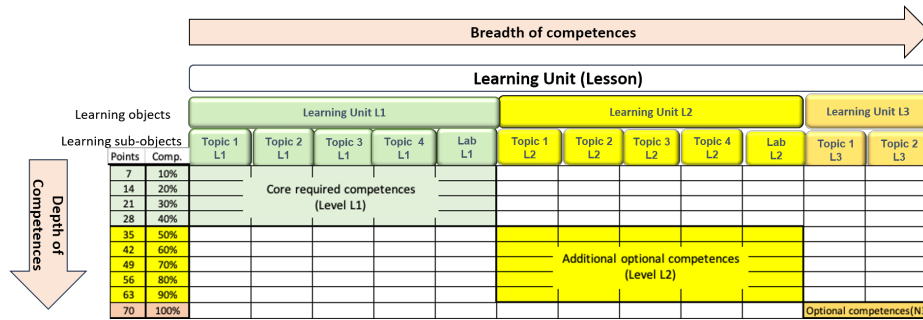 Breadth of competences
Learning Unit (Lesson)
Learning objects
Learning Unit L1
Learning Unit L2
Learning Unit L3
Learning sub-objects
Topic 1 L1
Topic 2 L1
Topic 3 L1
Topic 4 L1
Lab L1
Topic 1 L2
Topic 2 L2
Topic 3 L2
Topic 4 L2
Lab L2
Topic 1 L3
Topic 2 L3
Points Comp.
7 10%
14 20%
21 30%
28 40%
35 50%
42 60%
49 70%
56 80%
63 90%
70 100%
Depth of
Competences
Core required competences
(Level L1)
Additional optional competences
(Level L2)
Optional competences